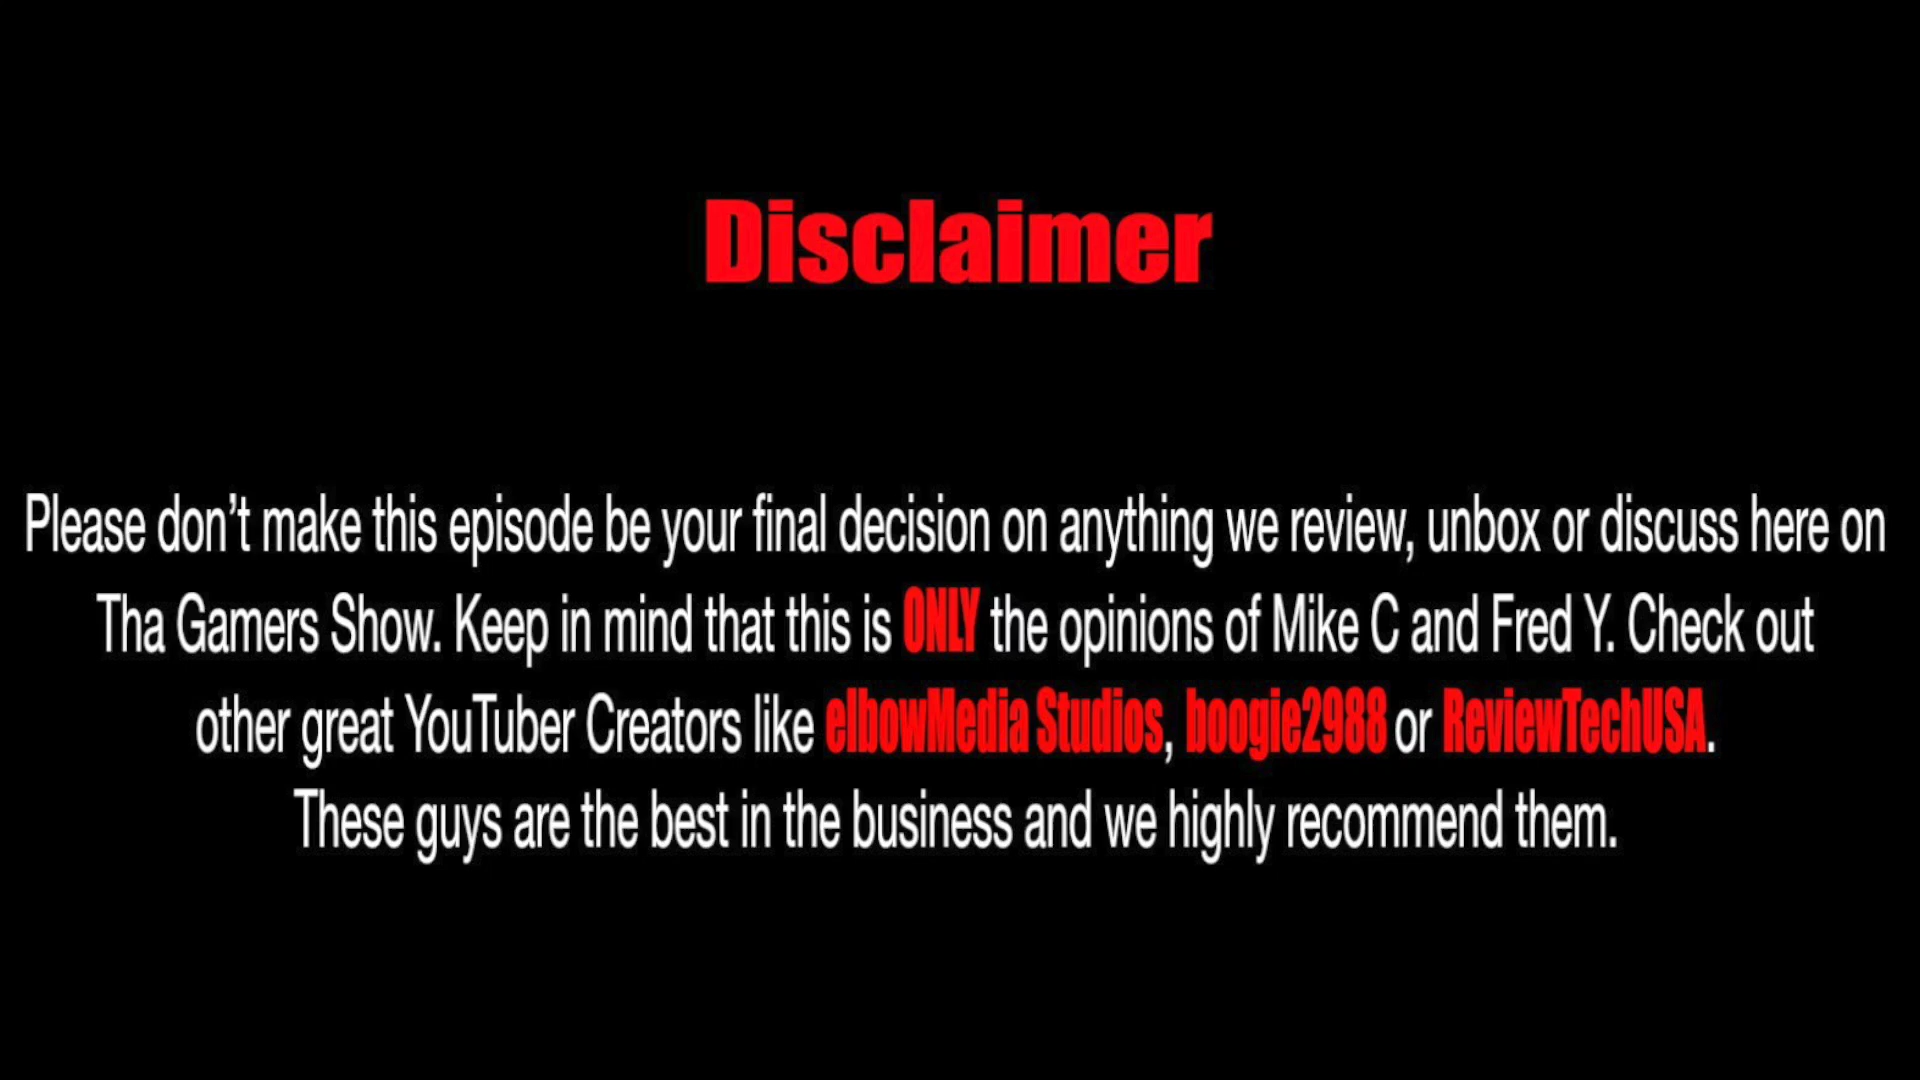 Disclaimer
Please don’t make this episode be your final decision on anything we review, unbox or discuss here on
Tha Gamers Show. Keep in mind that this is ONLY the opinions of Mike C and Fred Y. Check out
other great YouTuber Creators like elbowMedia Studios, boogie2988 or ReviewTechUSA.
These guys are the best in the business and we highly recommend them.